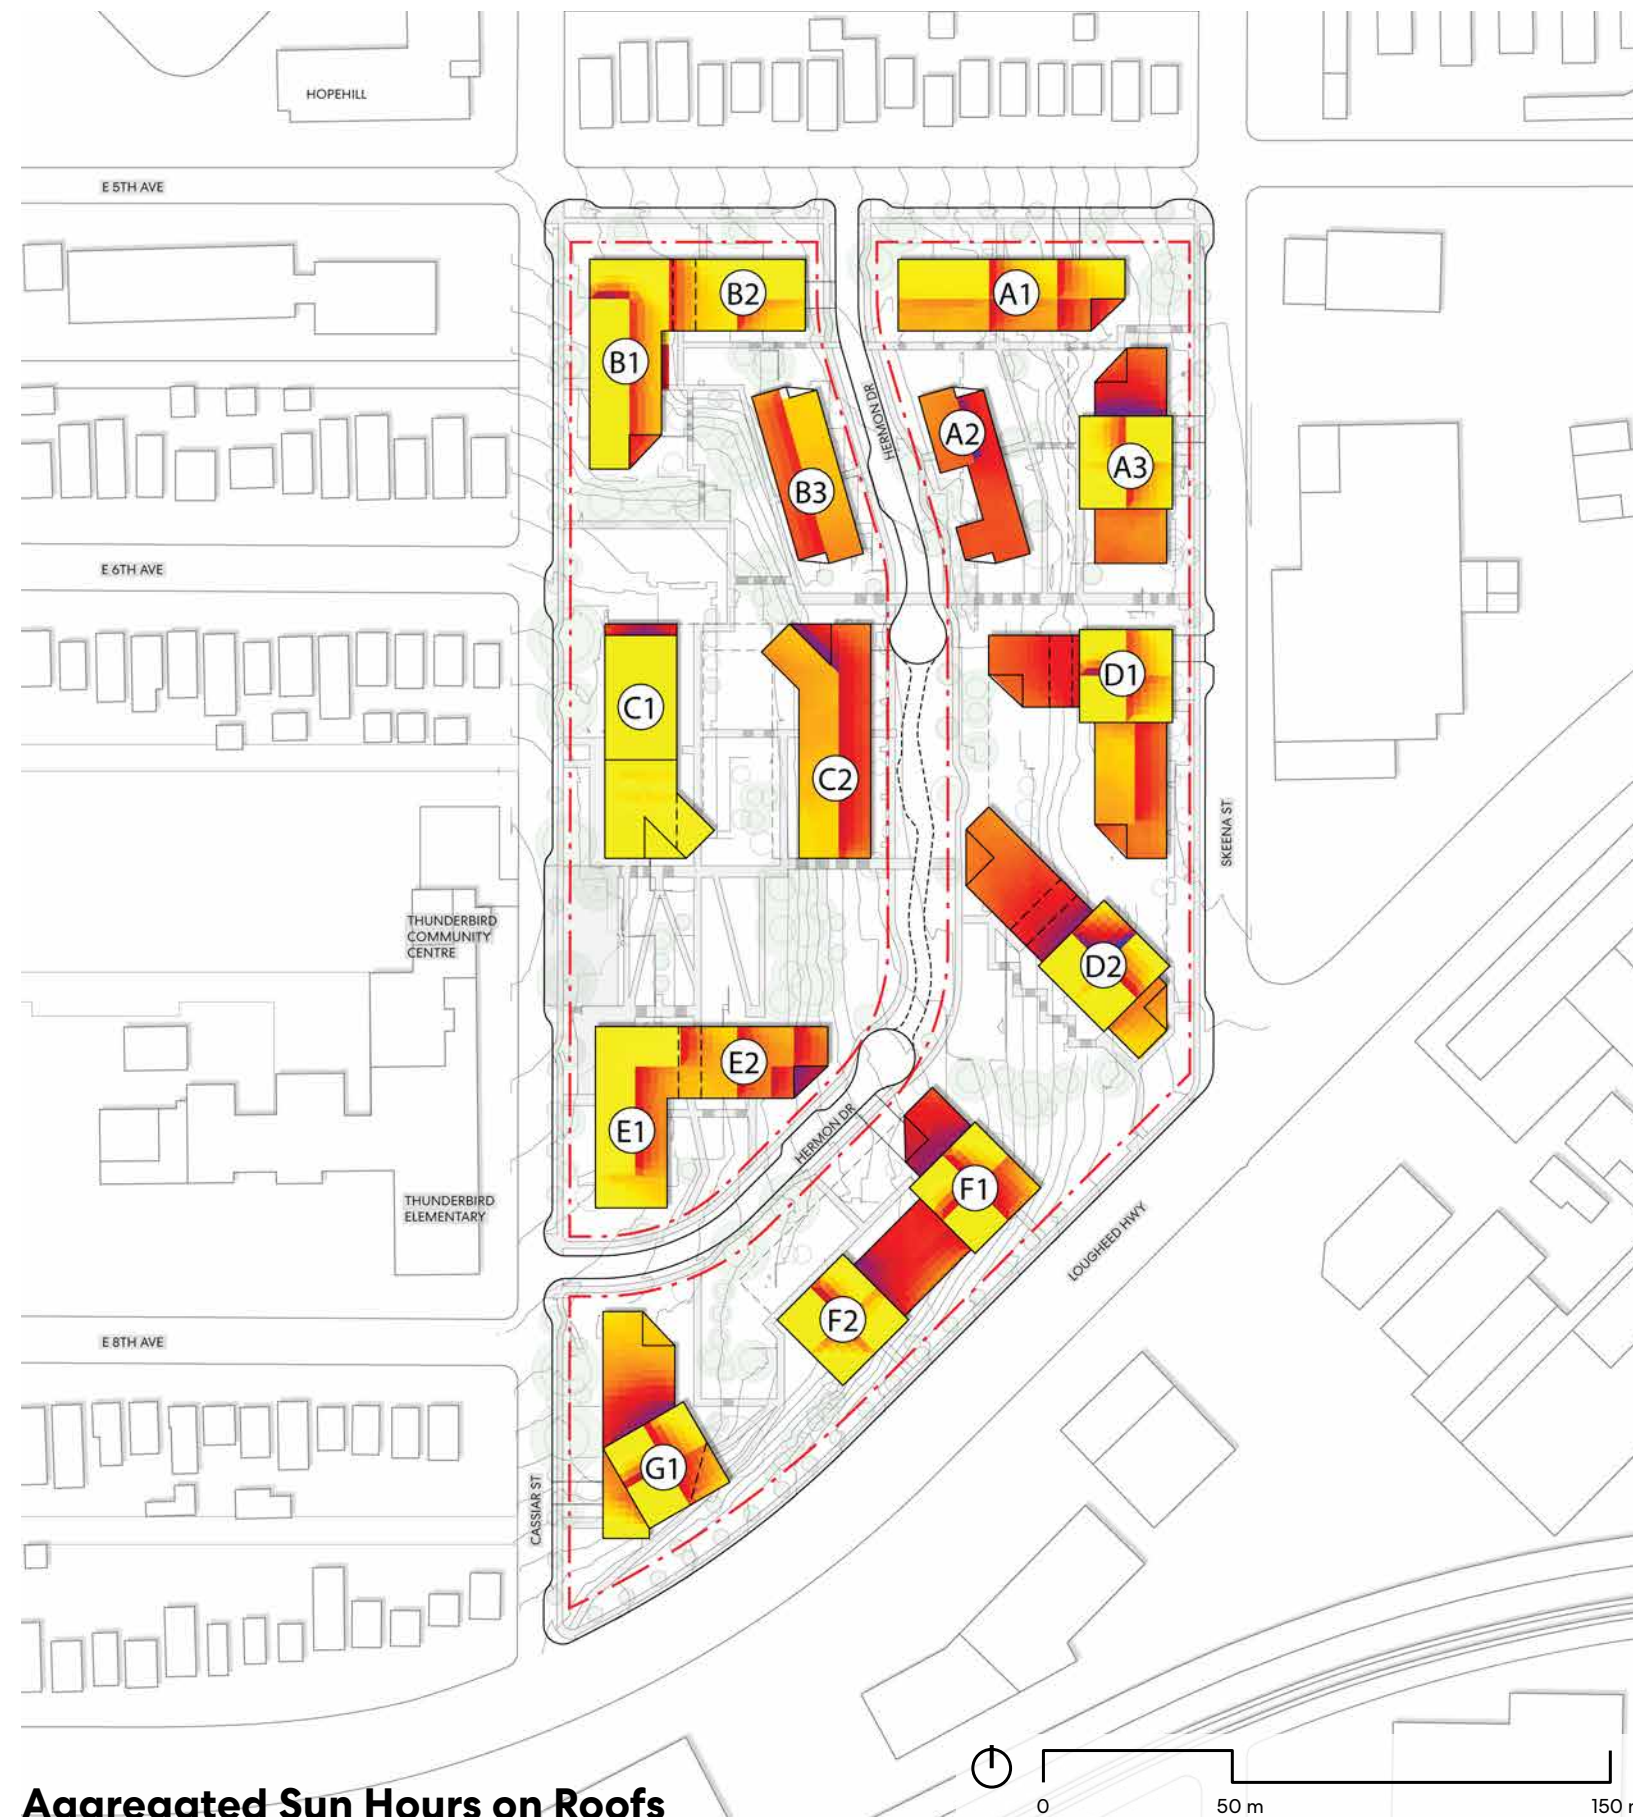 HOPEHILL
E 5TH AVE
B2
A1
B1
HERMON DR
A2
A3
B3
E 6TH AVE
C1
D1
C2
SKEENA ST
THUNDERBIRD
COMMUNITY
CENTRE
D2
E2
E1
HERMON DR
F1
THUNDERBIRD
ELEMENTARY
LOUGHEED HWY
F2
E 8TH AVE
G1
CASSIAR ST
Aggregated Sun Hours on Roofs
0
50 m
150 m